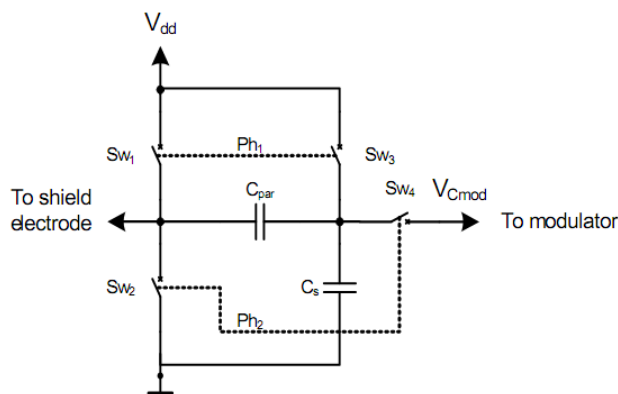 Vdd
Sw1
Ph1
Sw3
Sw4
VCmod
To shield
electrode
Cpar
To modulator
Sw2
Cs
Ph2